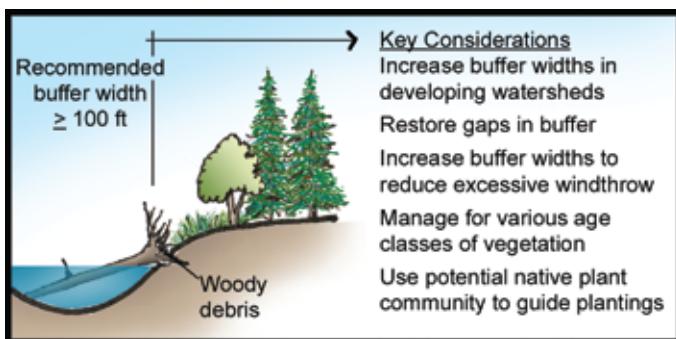 Recommended
buffer width
≥ 100 ft
Woody
debris
Key Considerations
Increase buffer widths in
developing watersheds
Restore gaps in buffer
Increase buffer widths to
reduce excessive windthrow
Manage for various age
classes of vegetation
Use potential native plant
community to guide plantings